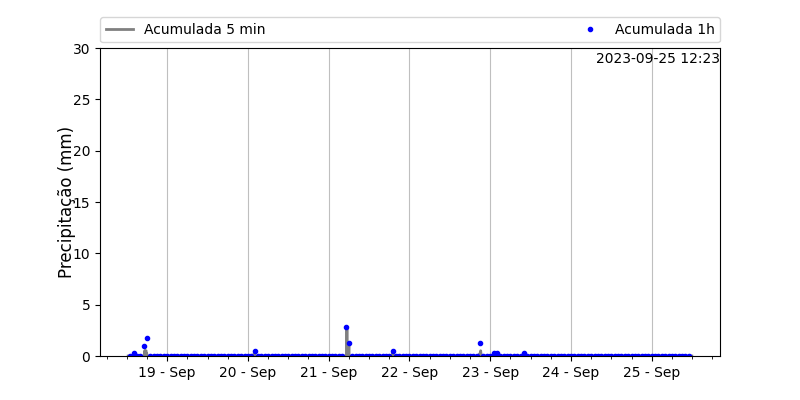 Acumulada 5 min
Acumulada 1h
2023-09-25 12:23
Precipitação (mm)
30
25
20
15
10
5
0
19 - Sep
20 - Sep
21 - Sep
22 - Sep
23 - Sep
24 - Sep
25 - Sep